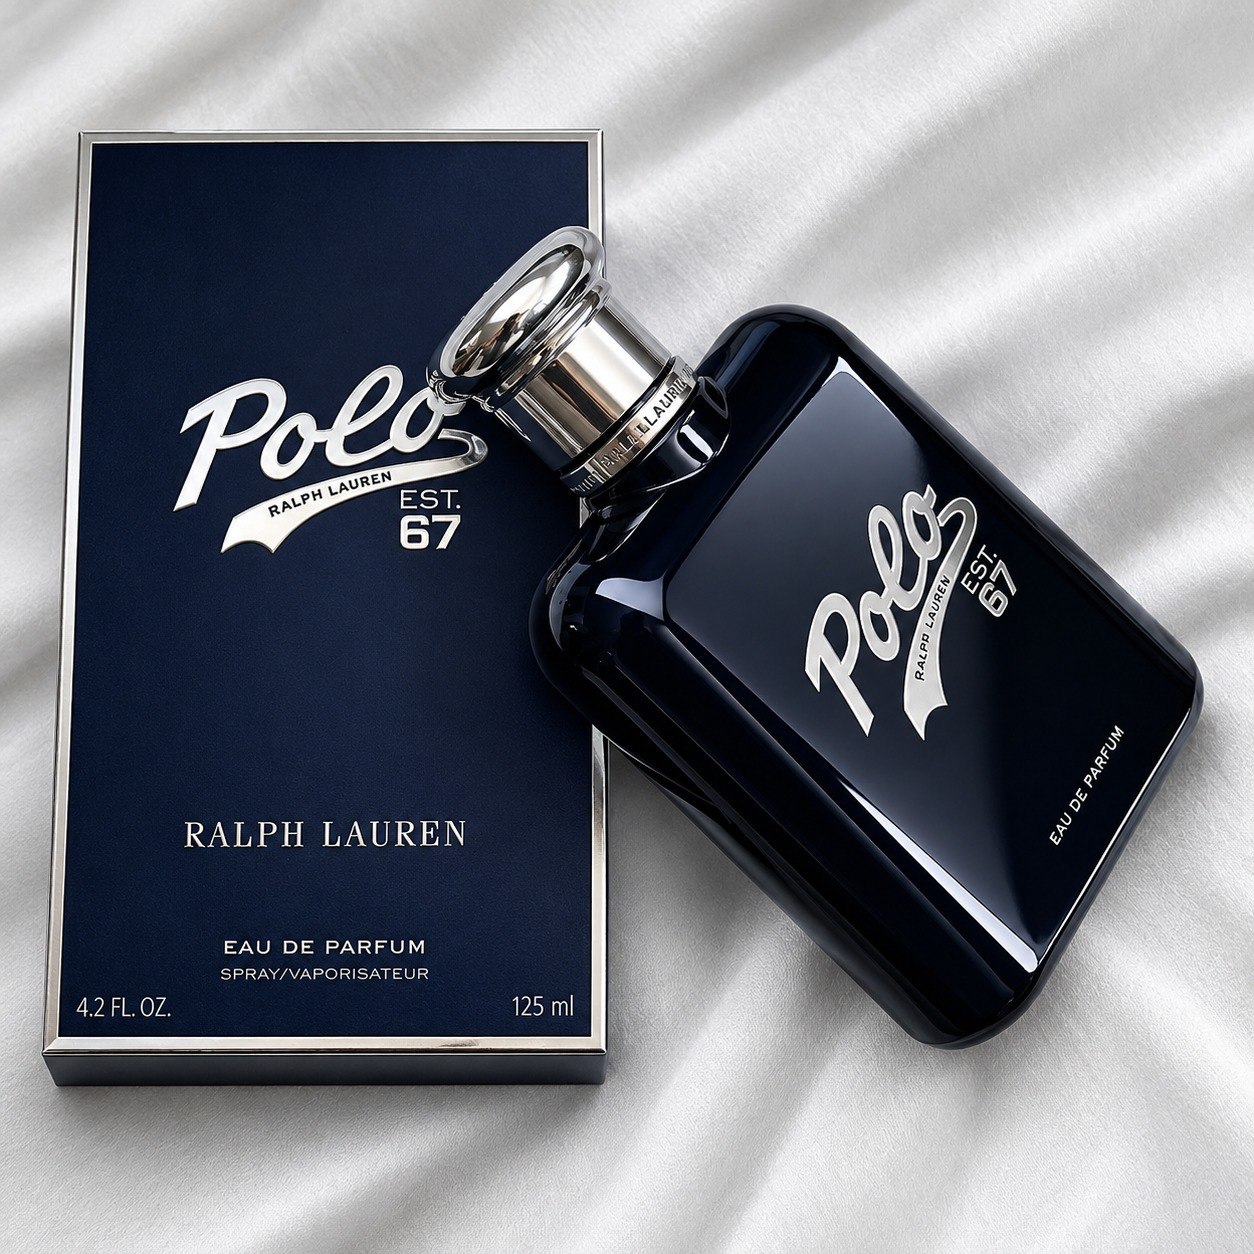 Polo
RALPH LAUREN
EST.
67
RALPH LAUREN
EAU DE PARFUM
SPRAY/VAPORISATEUR
4.2 FL. OZ.
125 ml
Polo
RALPH LAUREN
EST.
67
EAU DE PARFUM